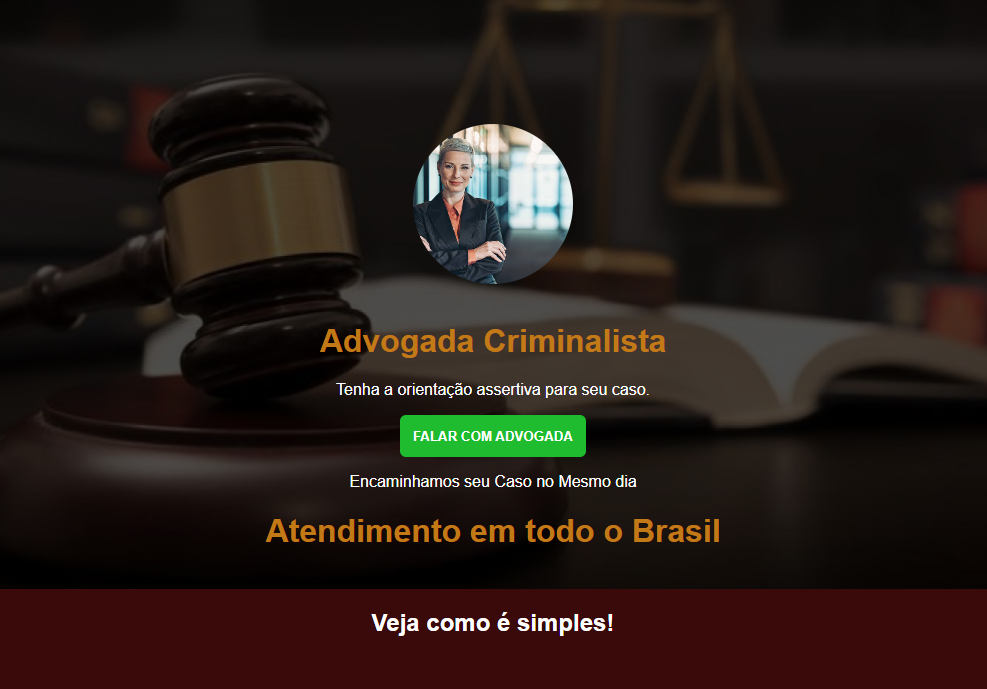 Advogada Criminalista
Tenha a orientação assertiva para seu caso.
FALAR COM ADVOGADA
Encaminhamos seu Caso no Mesmo dia
Atendimento em todo o Brasil
Veja como é simples!